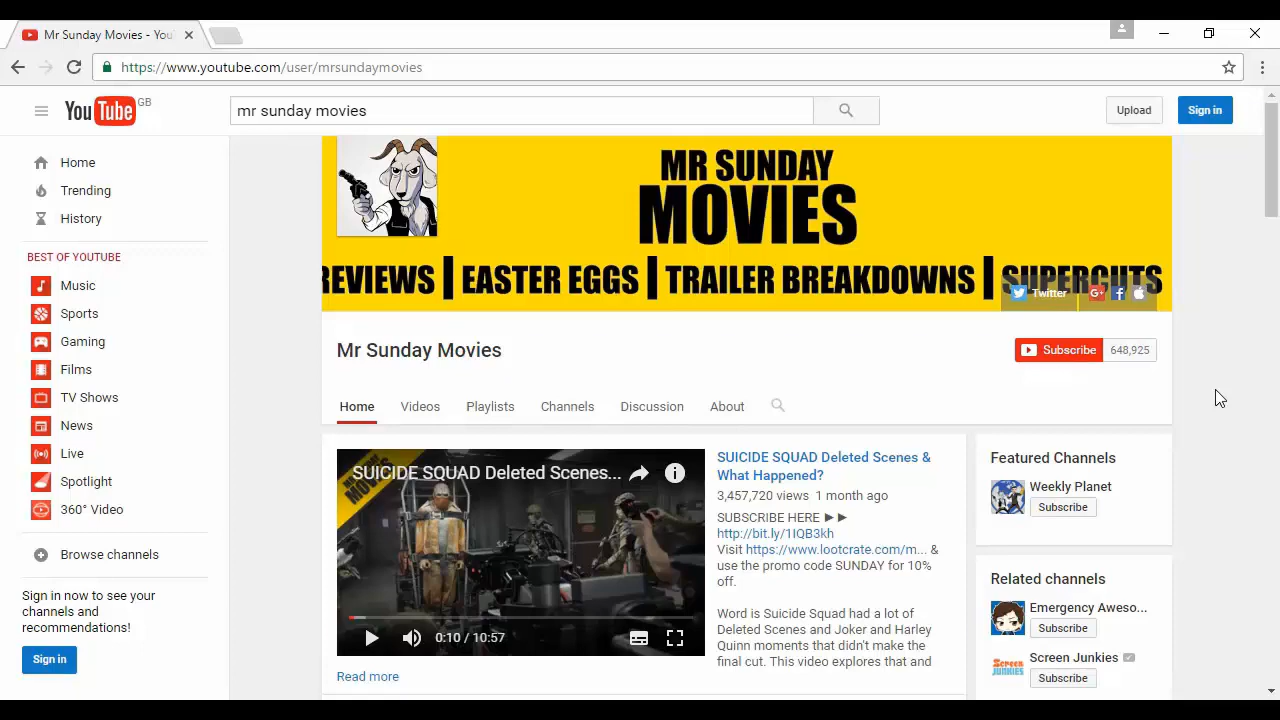 Mr Sunday Movies - You
https://www.youtube.com/user/mrsundaymovies
YouTube GB
mr sunday movies
Upload
Sign in
Home
Trending
History
BEST OF YOUTUBE
Music
Sports
Gaming
Films
TV Shows
News
Live
Spotlight
360° Video
Browse channels
Sign in now to see your
channels and
recommendations!
Sign in
MR SUNDAY
MOVIES
REVIEWS | EASTER EGGS | TRAILER BREAKDOWNS | SUPERCUTS
Twitter
Mr Sunday Movies
Subscribe 648,925
Home Videos Playlists Channels Discussion About
SUICIDE SQUAD Deleted Scenes...
MOVIES
0:10 / 10:57
SUICIDE SQUAD Deleted Scenes &
What Happened?
3,457,720 views 1 month ago
SUBSCRIBE HERE ►►
http://bit.ly/1IQB3kh
Visit https://www.lootcrate.com/m... &
use the promo code SUNDAY for 10%
off.
Word is Suicide Squad had a lot of
Deleted Scenes and Joker and Harley
Quinn moments that didn't make the
final cut. This video explores that and
Read more
Featured Channels
Weekly Planet
Subscribe
Related channels
Emergency Aweso...
Subscribe
Screen Junkies
Subscribe
SCREEN
JUNKIES